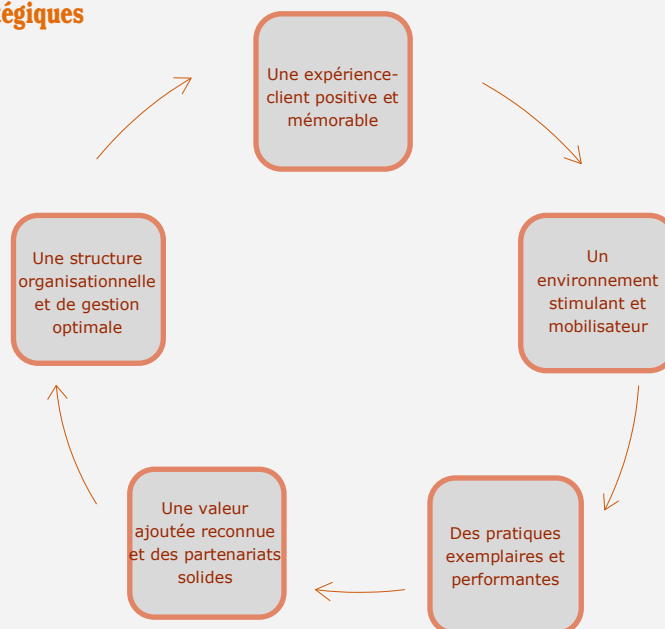 égiques
Une expérience-
client positive et
mémorable
Un
environnement
stimulant et
mobilisateur
Des pratiques
exemplaires et
performantes
Une valeur
ajoutée reconnue
et des partenariats
solides
Une structure
organisationnelle
et de gestion
optimale